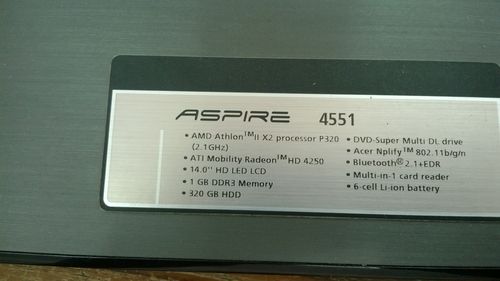 ASPIRE 4551
• AMD Athlon™II X2 processor P320
(2.1GHz)
• ATI Mobility Radeon™HD 4250
• 14.0'' HD LED LCD
• 1 GB DDR3 Memory
• 320 GB HDD
• DVD-Super Multi DL drive
• Acer Nplify™ 802.11b/g/n
• Bluetooth® 2.1+EDR
• Multi-in-1 card reader
• 6-cell Li-ion battery